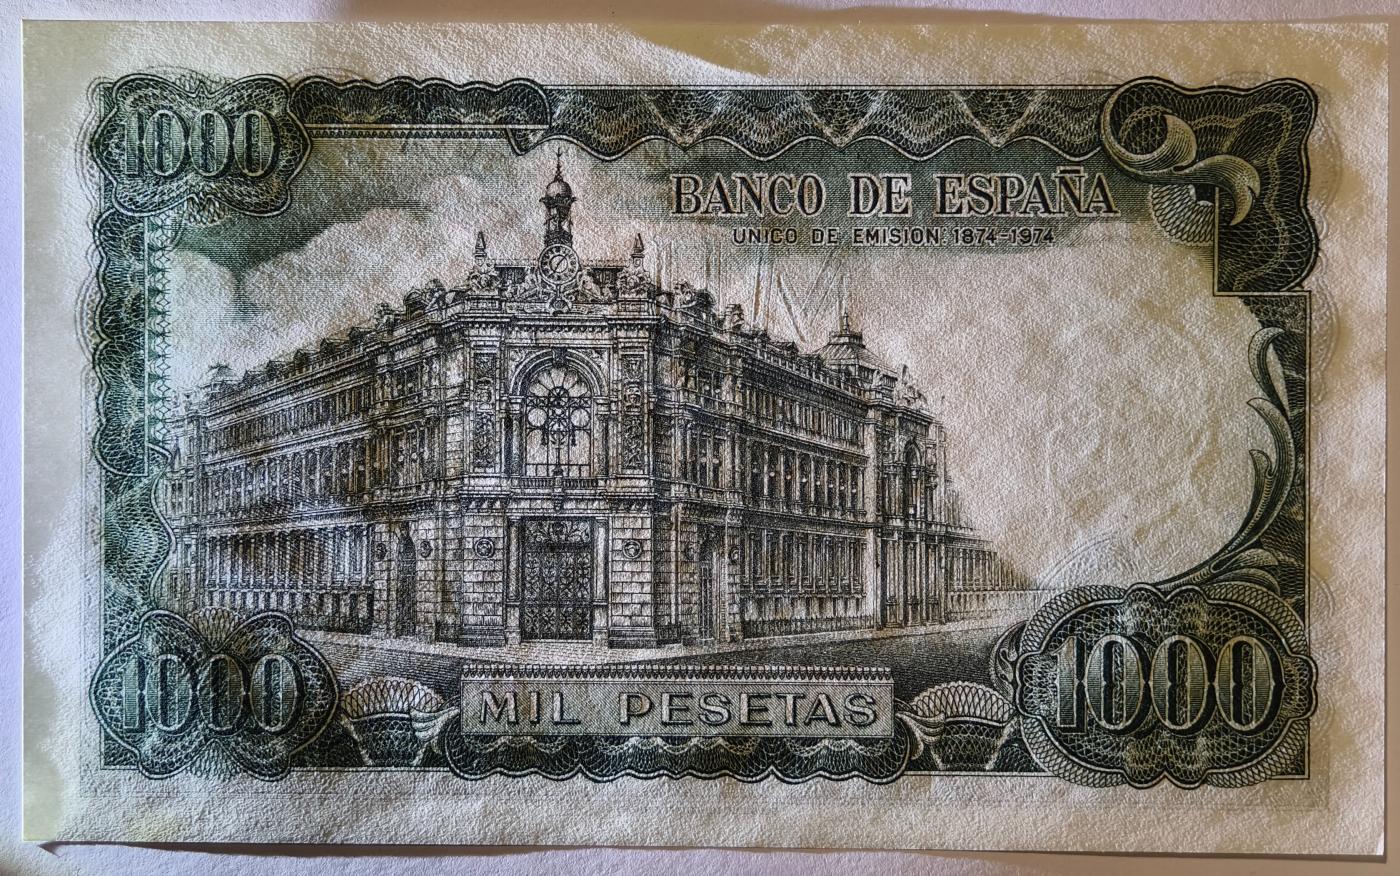 1000
BANCO DE ESPAÑA
UNICO DE EMISION 1874-1974
1000
MIL PESETAS
1000